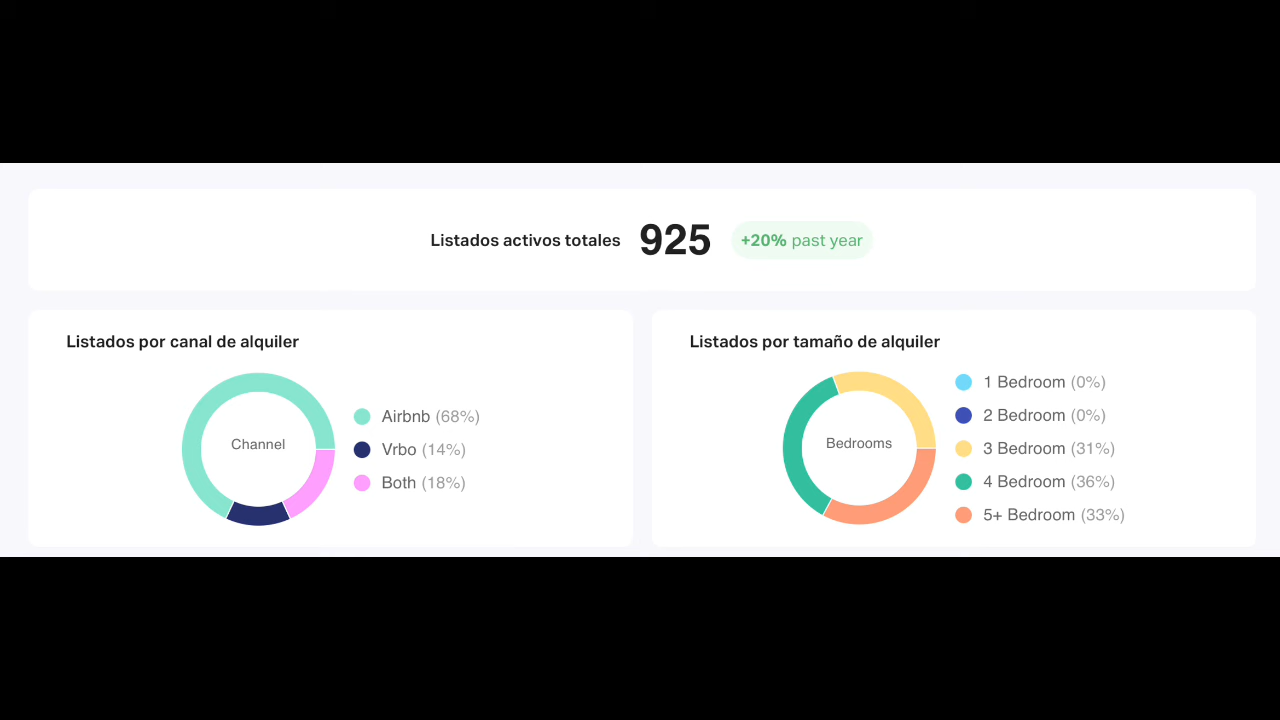 Listados activos totales 925 +20% past year
Listados por canal de alquiler
Channel
Airbnb (68%)
Vrbo (14%)
Both (18%)
Listados por tamaño de alquiler
Bedrooms
1 Bedroom (0%)
2 Bedroom (0%)
3 Bedroom (31%)
4 Bedroom (36%)
5+ Bedroom (33%)